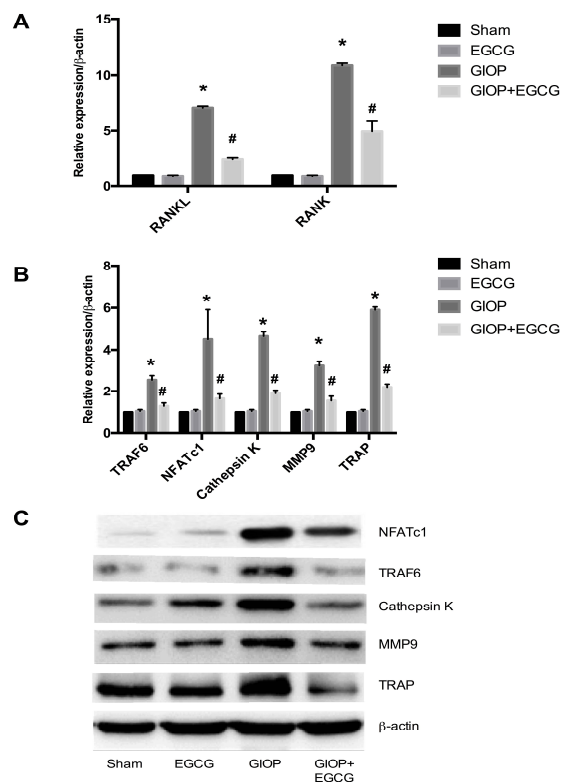 A
Relative expression/β-actin
15
10
5
0
RANKL
RANK
*
#
*
#
Sham
EGCG
GIOP
GIOP+EGCG
B
Relative expression/β-actin
8
6
4
2
0
TRAF6
NFATc1
Cathepsin K
MMP9
TRAP
*
#
*
#
*
#
*
#
*
#
Sham
EGCG
GIOP
GIOP+EGCG
C
NFATc1
TRAF6
Cathepsin K
MMP9
TRAP
β-actin
Sham
EGCG
GIOP
GIOP+
EGCG